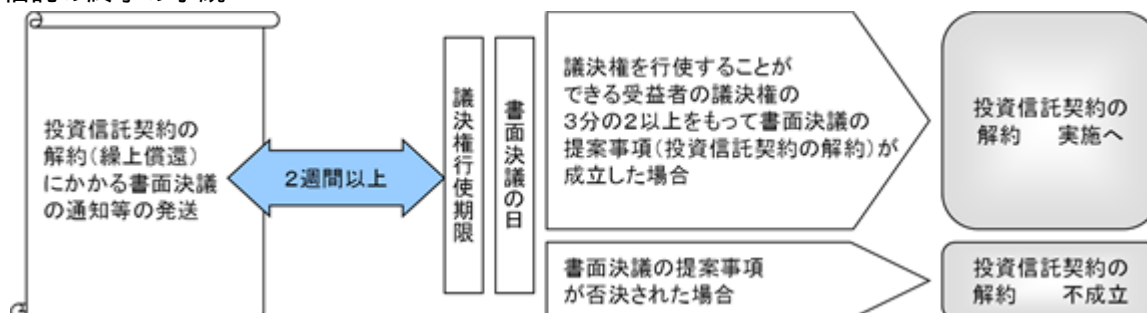 投資信託契約の
解約(繰上償還)
にかかる書面決議
の通知等の発送
2週間以上
議決権行使期限
書面決議の日
議決権を行使することが
できる受益者の議決権の
3分の2以上をもって書面決議の
提案事項(投資信託契約の解約)が
成立した場合
投資信託契約の
解約　実施へ
書面決議の提案事項
が否決された場合
投資信託契約の
解約　不成立